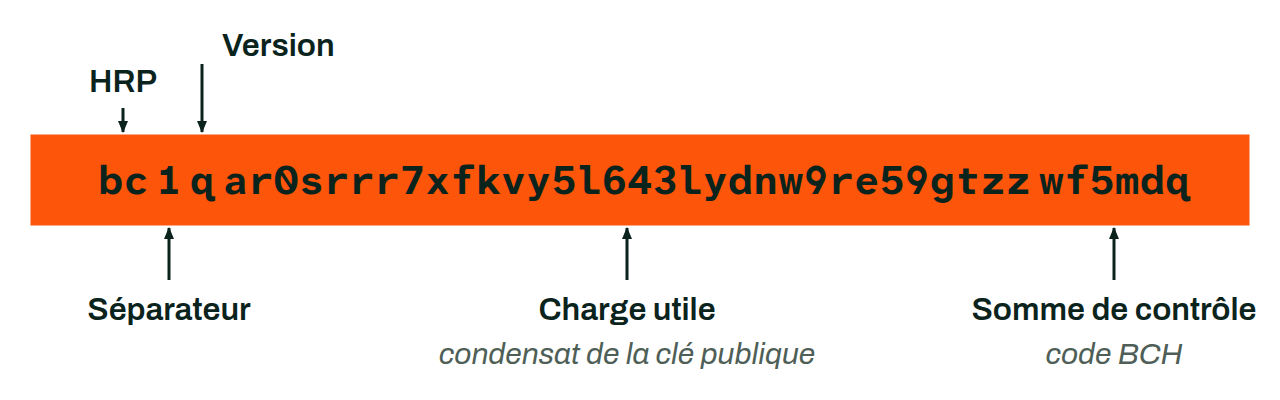 Version
HRP
bc 1 q ar0srrr7xfkvy5l643lydnw9re59gtzz wf5mdq
Séparateur
Charge utile
Somme de contrôle
condensat de la clé publique
code BCH